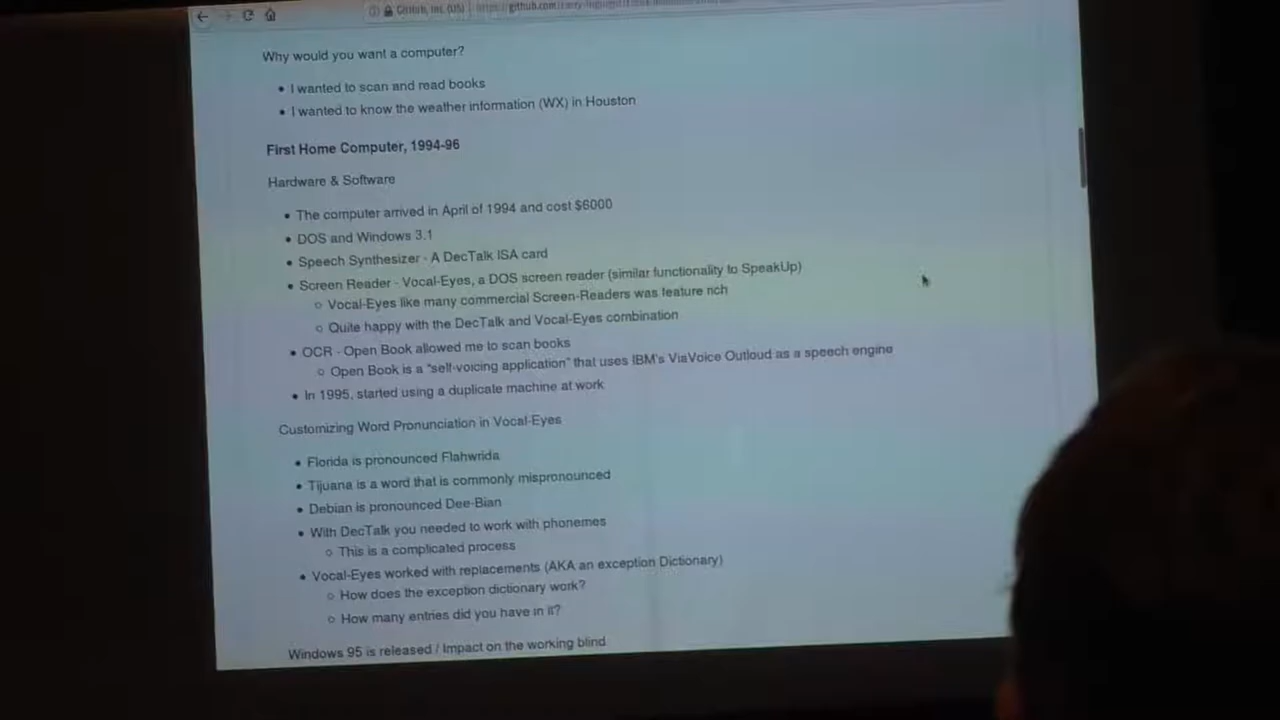 GitHub, Inc. (US) https://github.com/
Why would you want a computer?
• I wanted to scan and read books
• I wanted to know the weather information (WX) in Houston
First Home Computer, 1994-96
Hardware & Software
• The computer arrived in April of 1994 and cost $6000
• DOS and Windows 3.1
• Speech Synthesizer - A DecTalk ISA card
• Screen Reader - Vocal-Eyes, a DOS screen reader (similar functionality to SpeakUp)
○ Vocal-Eyes like many commercial Screen-Readers was feature rich
○ Quite happy with the DecTalk and Vocal-Eyes combination
• OCR - Open Book allowed me to scan books
○ Open Book is a "self-voicing application" that uses IBM's ViaVoice Outloud as a speech engine
• In 1995, started using a duplicate machine at work
Customizing Word Pronunciation in Vocal-Eyes
• Florida is pronounced Flahwrida
• Tijuana is a word that is commonly mispronounced
• Debian is pronounced Dee-Bian
• With DecTalk you needed to work with phonemes
○ This is a complicated process
• Vocal-Eyes worked with replacements (AKA an exception Dictionary)
○ How does the exception dictionary work?
○ How many entries did you have in it?
Windows 95 is released / Impact on the working blind